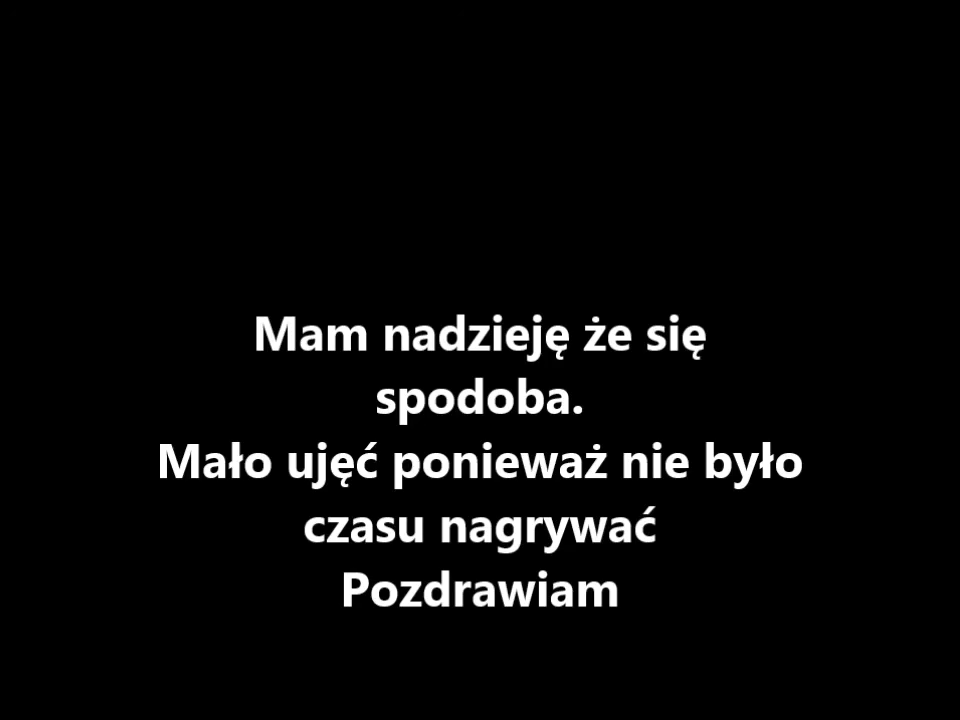 Mam nadzieję że się
spodoba.
Mało ujęć ponieważ nie było
czasu nagrywać
Pozdrawiam